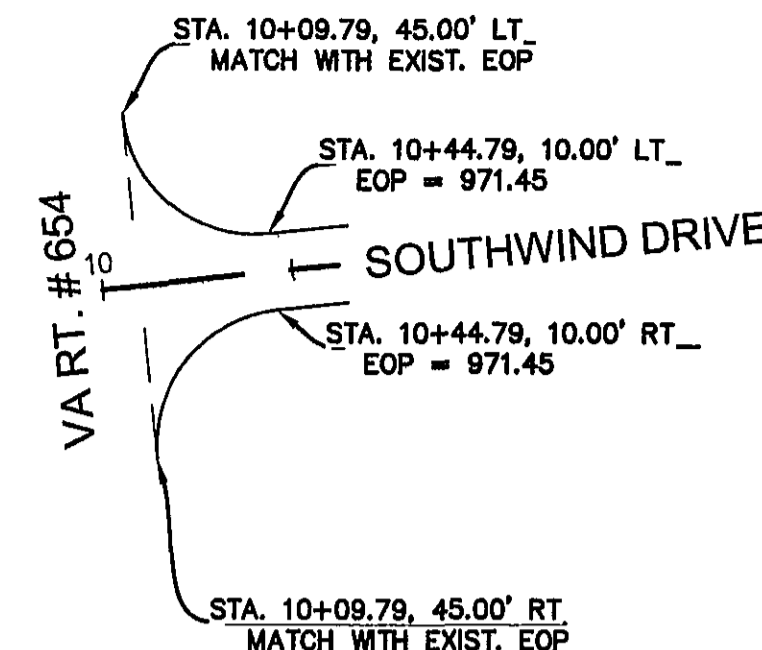 STA. 10+09.79, 45.00' LT
MATCH WITH EXIST. EOP
STA. 10+44.79, 10.00' LT
EOP = 971.45
VA RT. # 654
10
SOUTHWIND DRIVE
STA. 10+44.79, 10.00' RT
EOP = 971.45
STA. 10+09.79, 45.00' RT.
MATCH WITH EXIST. EOP